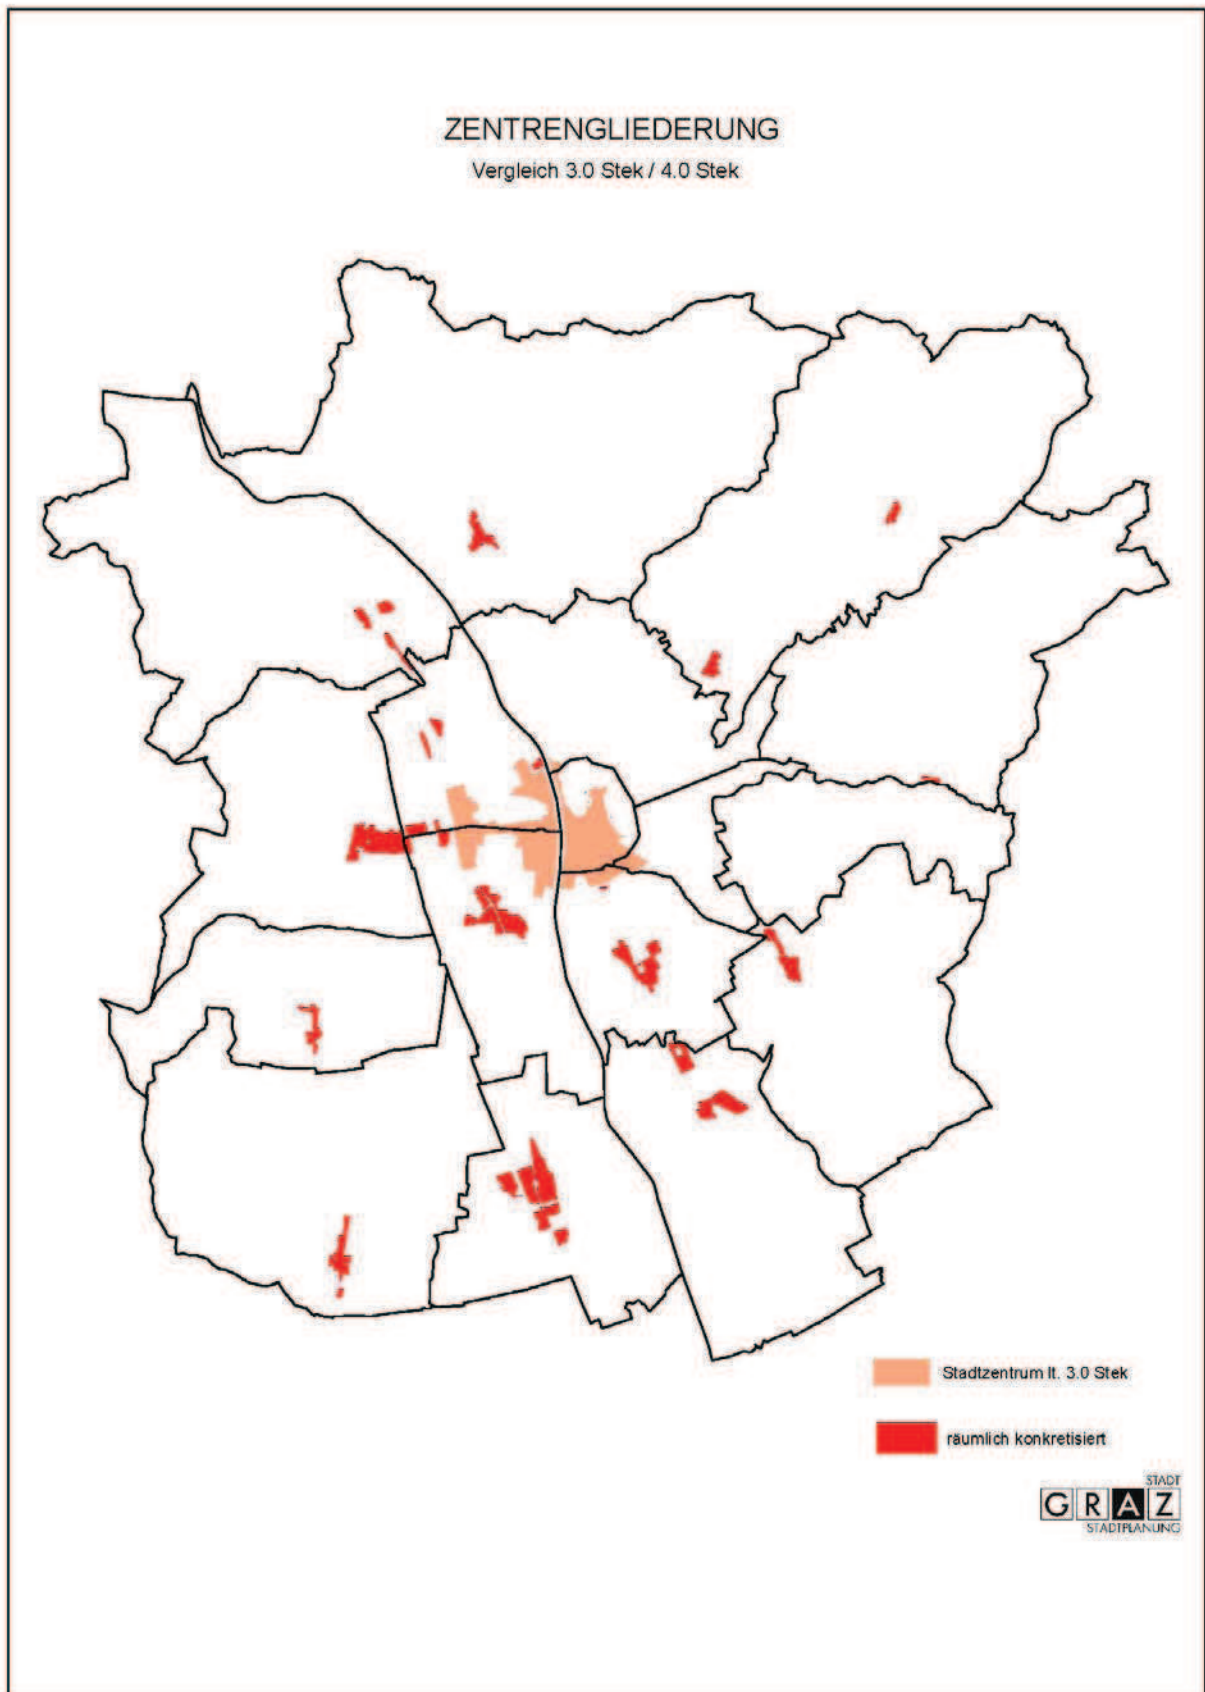 ZENTRENGLIEDERUNG
Vergleich 3.0 Stek / 4.0 Stek
Stadtzentrum lt. 3.0 Stek
räumlich konkretisiert
STADT
GRAZ
STADTPLANUNG